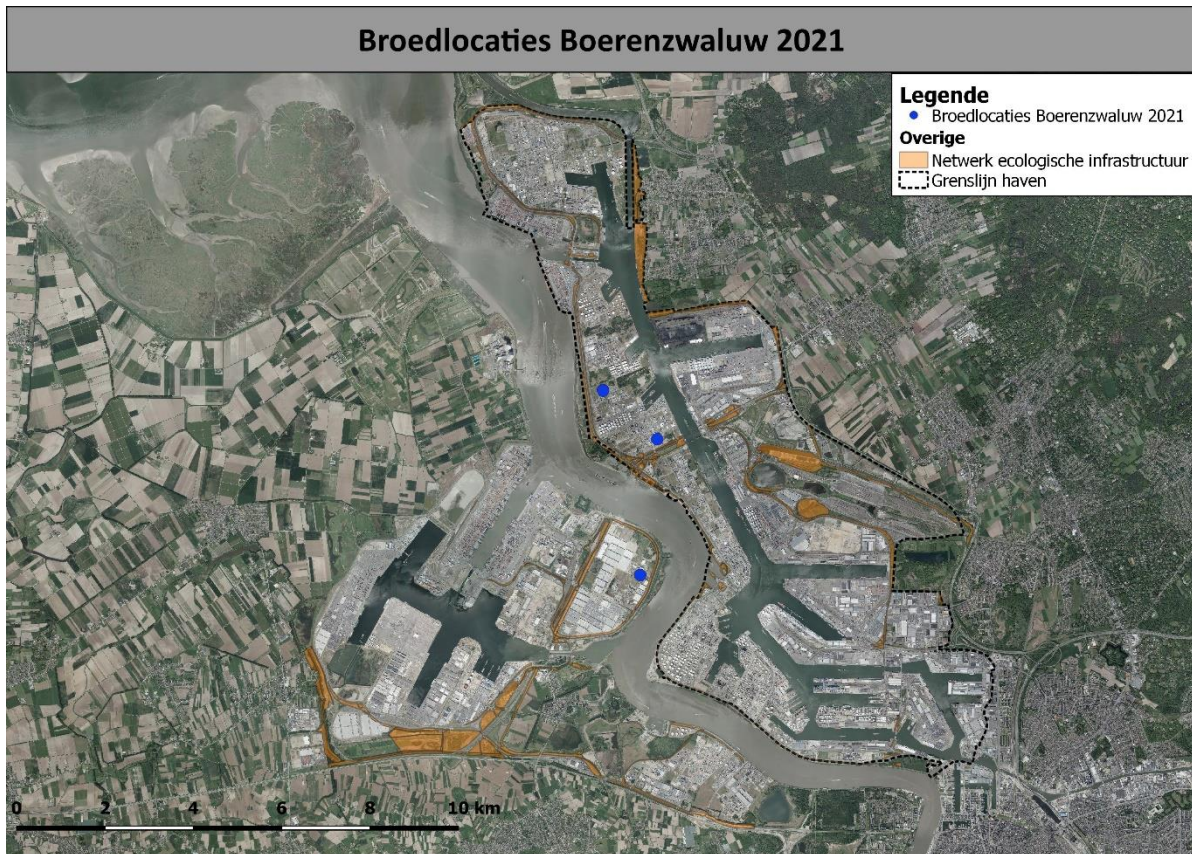 Broedlocaties Boerenzwaluw 2021
Legende
Broedlocaties Boerenzwaluw 2021
Overige
Netwerk ecologische infrastructuur
Grenslijn haven
0 2 4 6 8 10 km